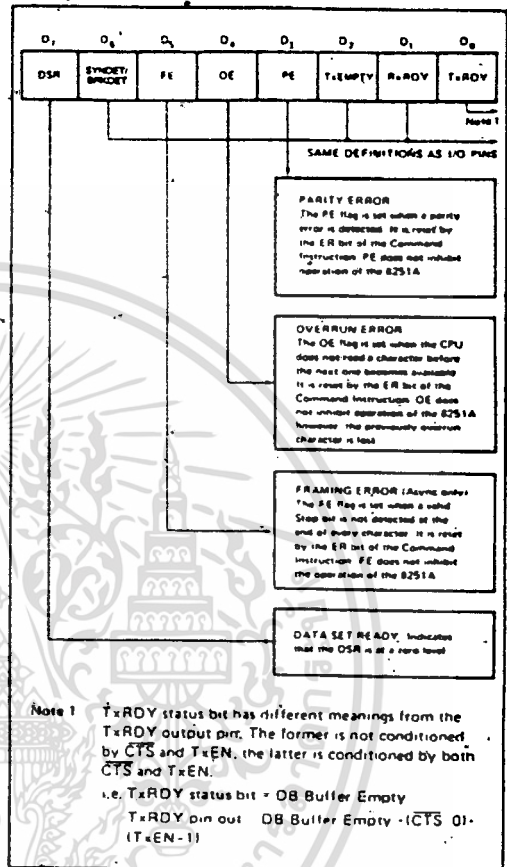 D7 D6 D5 D4 D3 D2 D1 D0
DSR SYNDET/ BRKDET FE OE PE TxEMPTY RxRDY TxRDY
Note 1
SAME DEFINITIONS AS I/O PINS
PARITY ERROR
The PE flag is set when a parity
error is detected. It is reset by
the ER bit of the Command
Instruction. PE does not inhibit
operation of the 8251A
OVERRUN ERROR
The OE flag is set when the CPU
does not read a character before
the next one becomes available
It is reset by the ER bit of the
Command Instruction. OE does
not inhibit operation of the 8251A
however, the previously overrun
character is lost
FRAMING ERROR (Async only)
The FE flag is set when a valid
Stop bit is not detected at the
end of every character. It is reset
by the ER bit of the Command
Instruction. FE does not inhibit
the operation of the 8251A
DATA SET READY Indicates
that the DSR is at a zero level
Note 1 TxRDY status bit has different meanings from the
TxRDY output pin. The former is not conditioned
by CTS and TxEN, the latter is conditioned by both
CTS and TxEN.
i.e. TxRDY status bit = DB Buffer Empty
TxRDY pin out DB Buffer Empty ·(CTS 0)·
(TxEN-1)